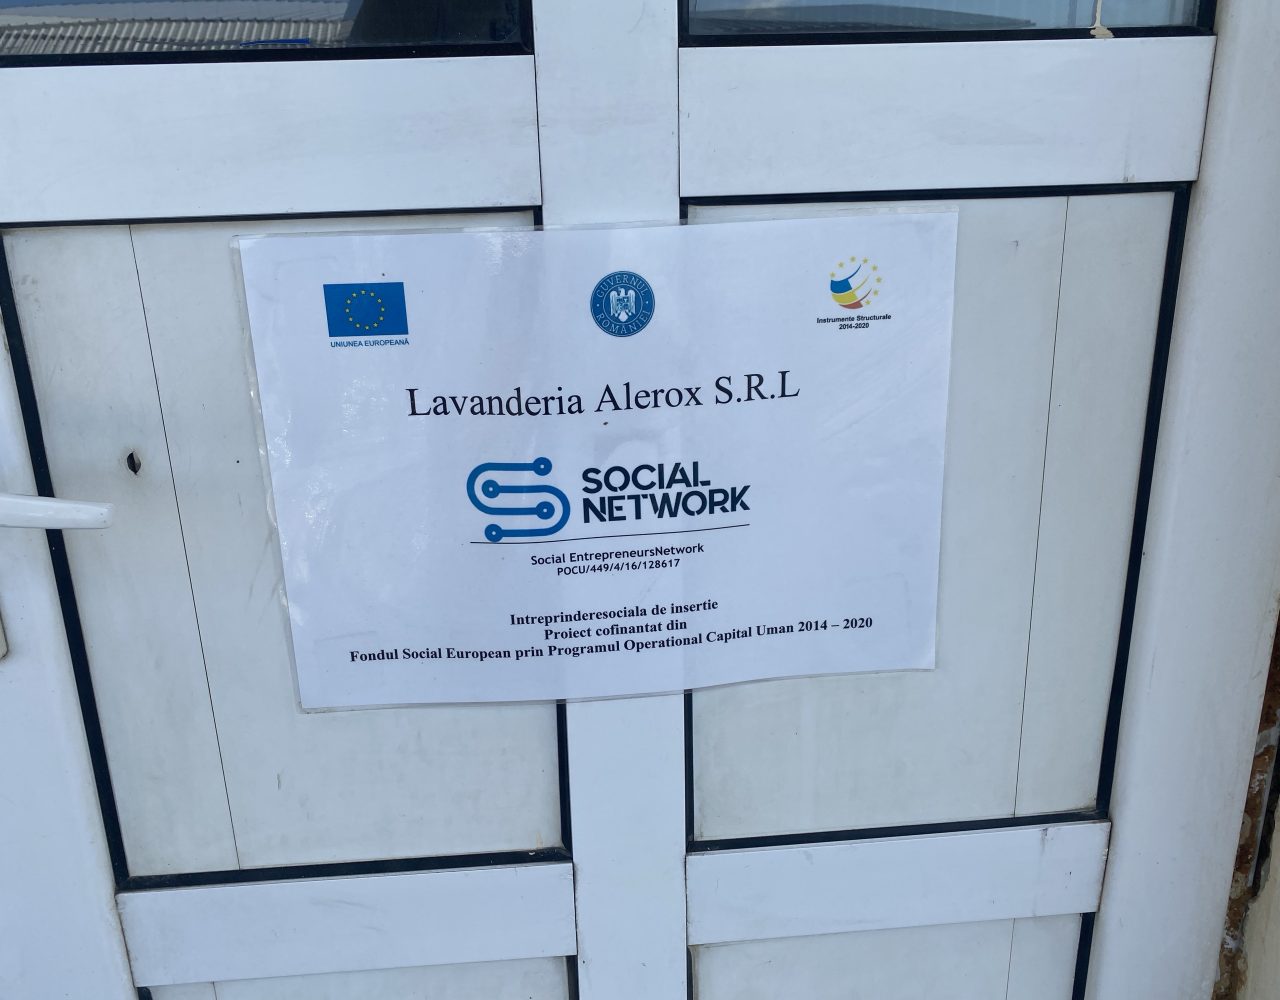 UNIUNEA EUROPEANĂ
GUVERNUL ROMÂNIEI
Instrumente Structurale
2014-2020
Lavanderia Alerox S.R.L
SOCIAL
NETWORK
Social EntrepreneursNetwork
POCU/449/4/16/128617
Intreprinderesociala de insertie
Proiect cofinantat din
Fondul Social European prin Programul Operational Capital Uman 2014 – 2020